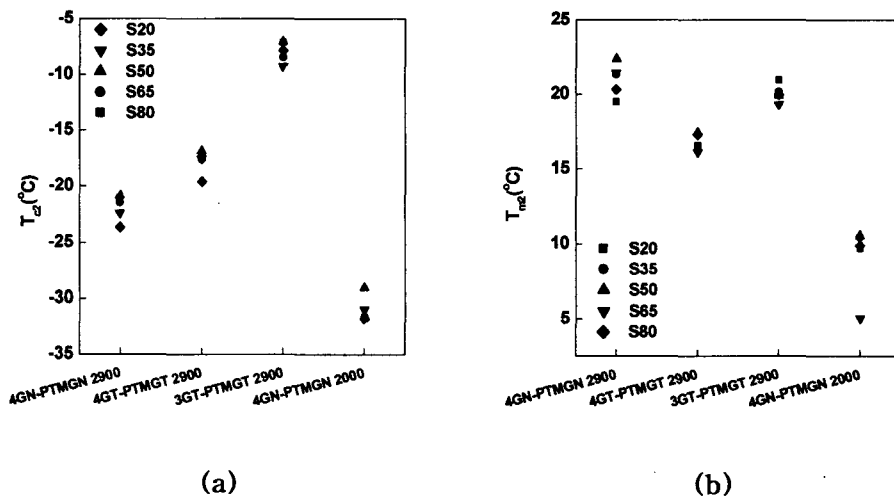 -5
-10
-15
-20
-25
-30
-35
T c2 (°C)
S20
S35
S50
S65
S80
4GN-PTMGN 2900
4GT-PTMGT 2900
3GT-PTMGT 2900
4GN-PTMGN 2000
(a)
25
20
15
10
5
T m2 (°C)
S20
S35
S50
S65
S80
4GN-PTMGN 2900
4GT-PTMGT 2900
3GT-PTMGT 2900
4GN-PTMGN 2000
(b)